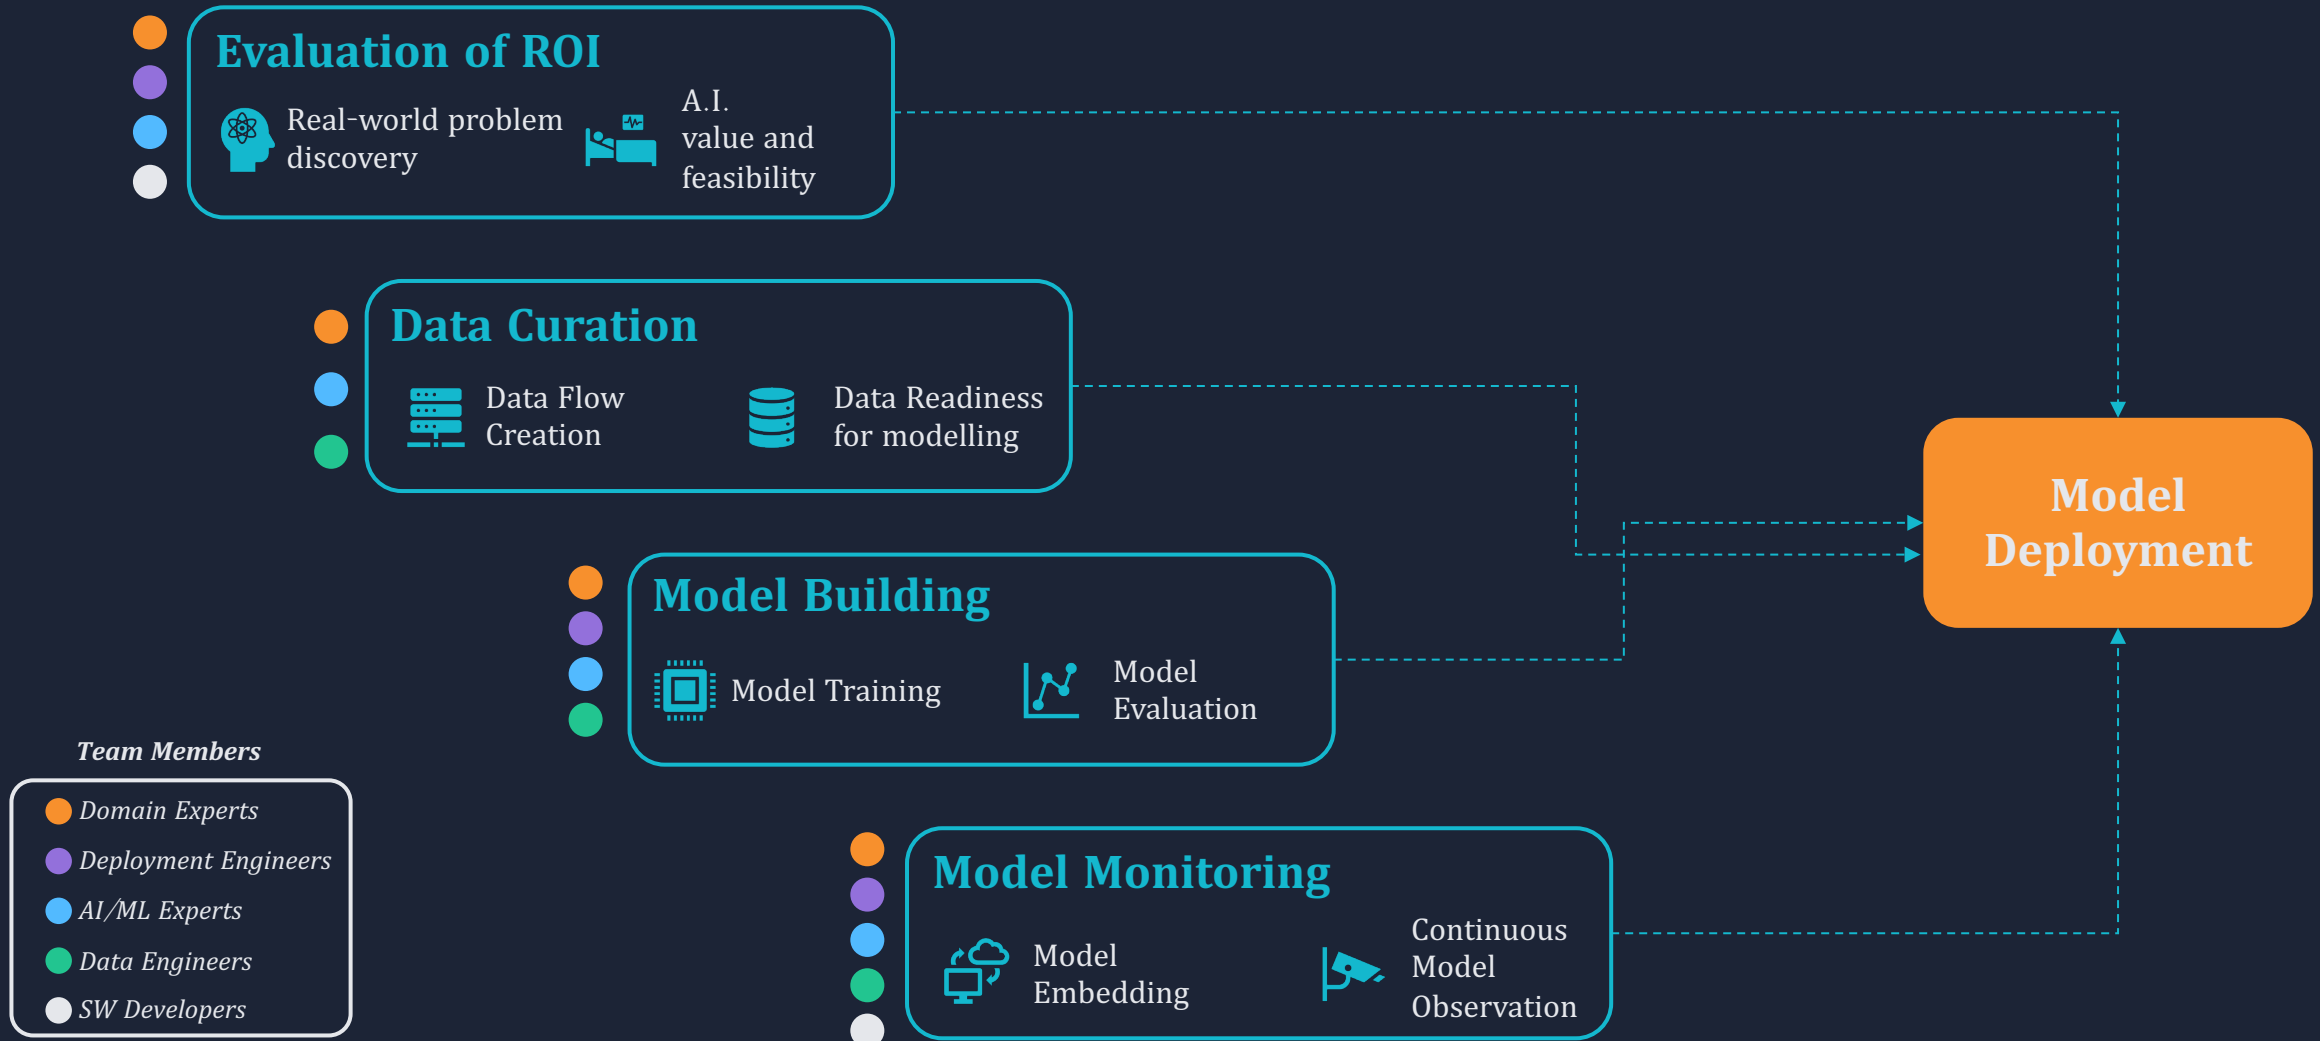 Evaluation of ROI
Real-world problem
discovery
A.I.
value and
feasibility
Data Curation
Data Flow
Creation
Data Readiness
for modelling
Model
Deployment
Model Building
Model Training
Model
Evaluation
Team Members
Domain Experts
Deployment Engineers
AI/ML Experts
Data Engineers
SW Developers
Model Monitoring
Model
Embedding
Continuous
Model
Observation